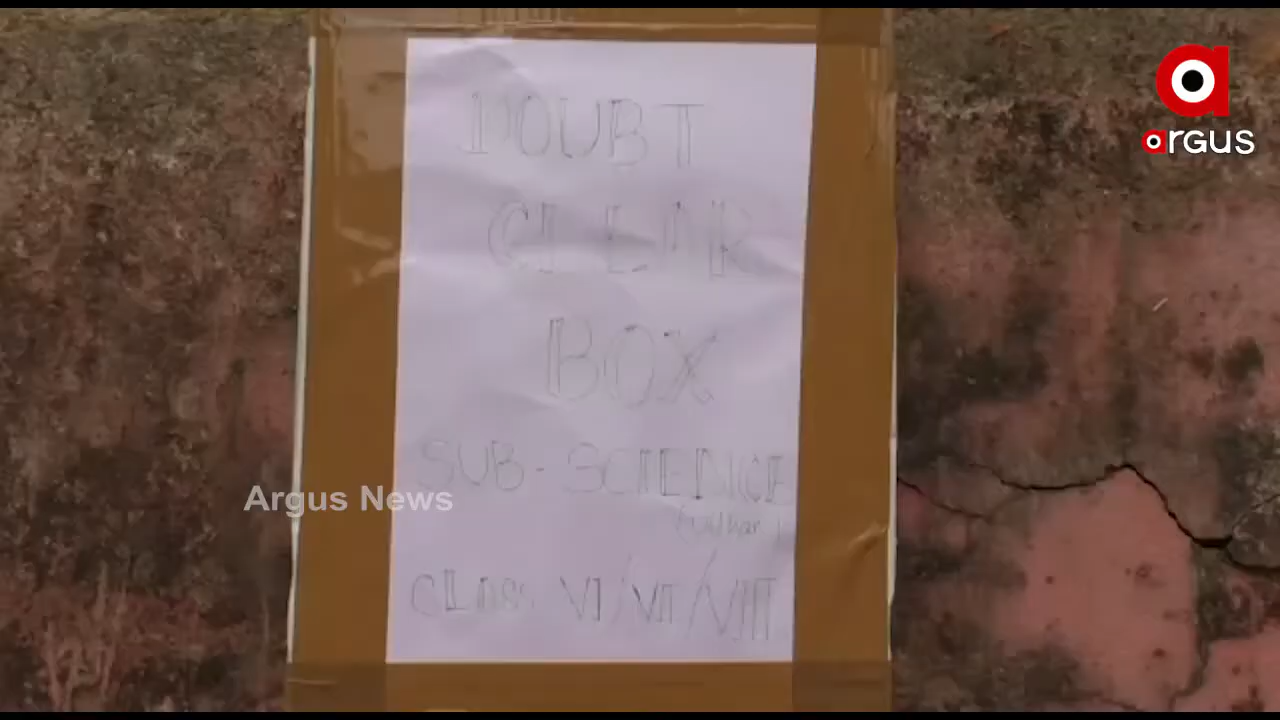 DOUBT
CLEAR
BOX
SUB - SCIENCE
CLASS VI/VII/VIII
Argus News
argus